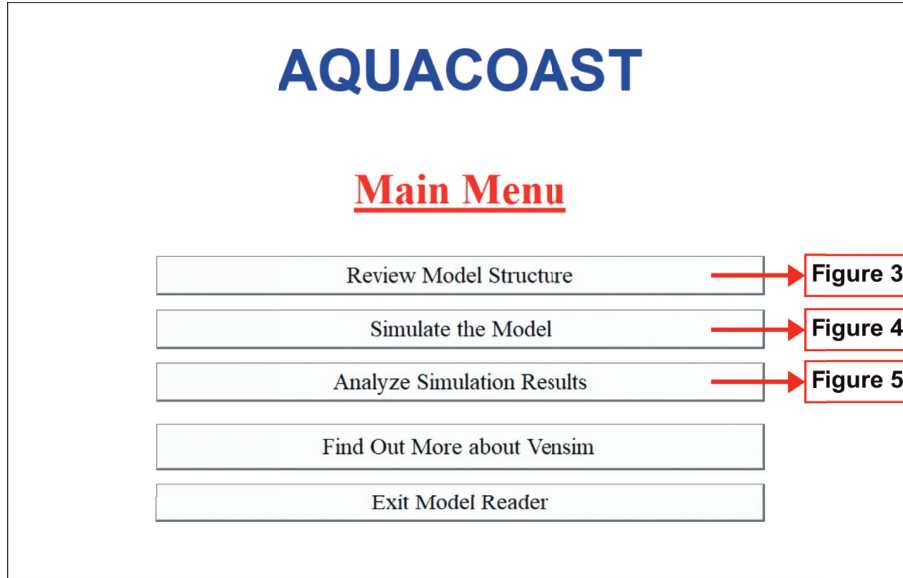 AQUACOAST
Main Menu
Review Model Structure
Figure 3
Simulate the Model
Figure 4
Analyze Simulation Results
Figure 5
Find Out More about Vensim
Exit Model Reader